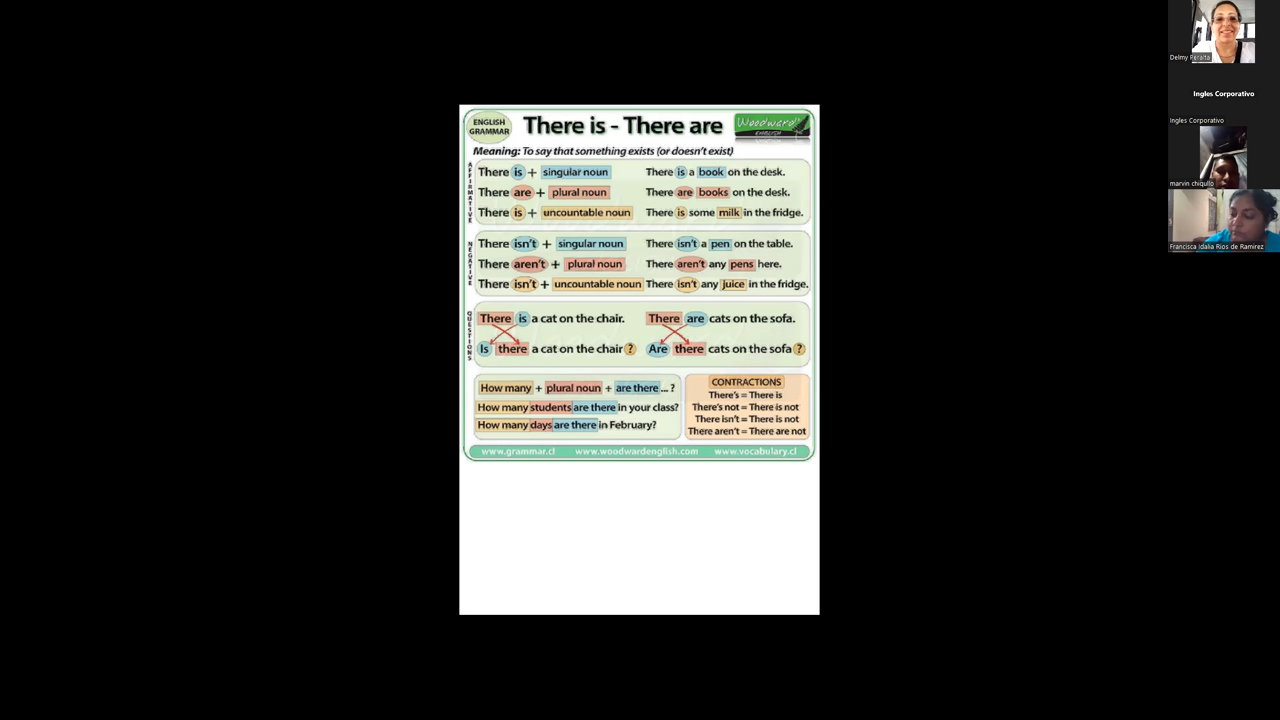 ENGLISH
GRAMMAR
There is - There are
Woodward
ENGLISH
Meaning: To say that something exists (or doesn't exist)
AFFIRMATIVE
There is + singular noun There is a book on the desk.
There are + plural noun There are books on the desk.
There is + uncountable noun There is some milk in the fridge.
NEGATIVE
There isn't + singular noun There isn't a pen on the table.
There aren't + plural noun There aren't any pens here.
There isn't + uncountable noun There isn't any juice in the fridge.
QUESTIONS
There is a cat on the chair. There are cats on the sofa.
Is there a cat on the chair ? Are there cats on the sofa ?
How many + plural noun + are there ... ?
How many students are there in your class?
How many days are there in February?
CONTRACTIONS
There's = There is
There's not = There is not
There isn't = There is not
There aren't = There are not
www.grammar.cl www.woodwardenglish.com www.vocabulary.cl
Delmy Peralta
Ingles Corporativo
Ingles Corporativo
marvin chiqullo
Francisca Idalia Rios de Ramirez